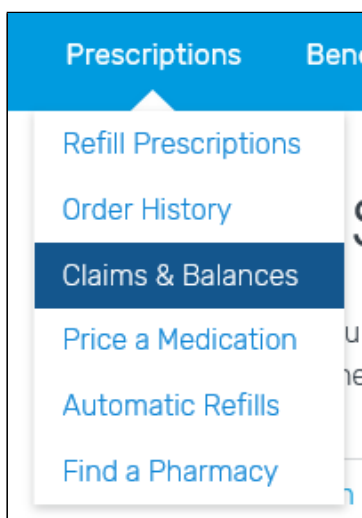 Prescriptions
Refill Prescriptions
Order History
Claims & Balances
Price a Medication
Automatic Refills
Find a Pharmacy